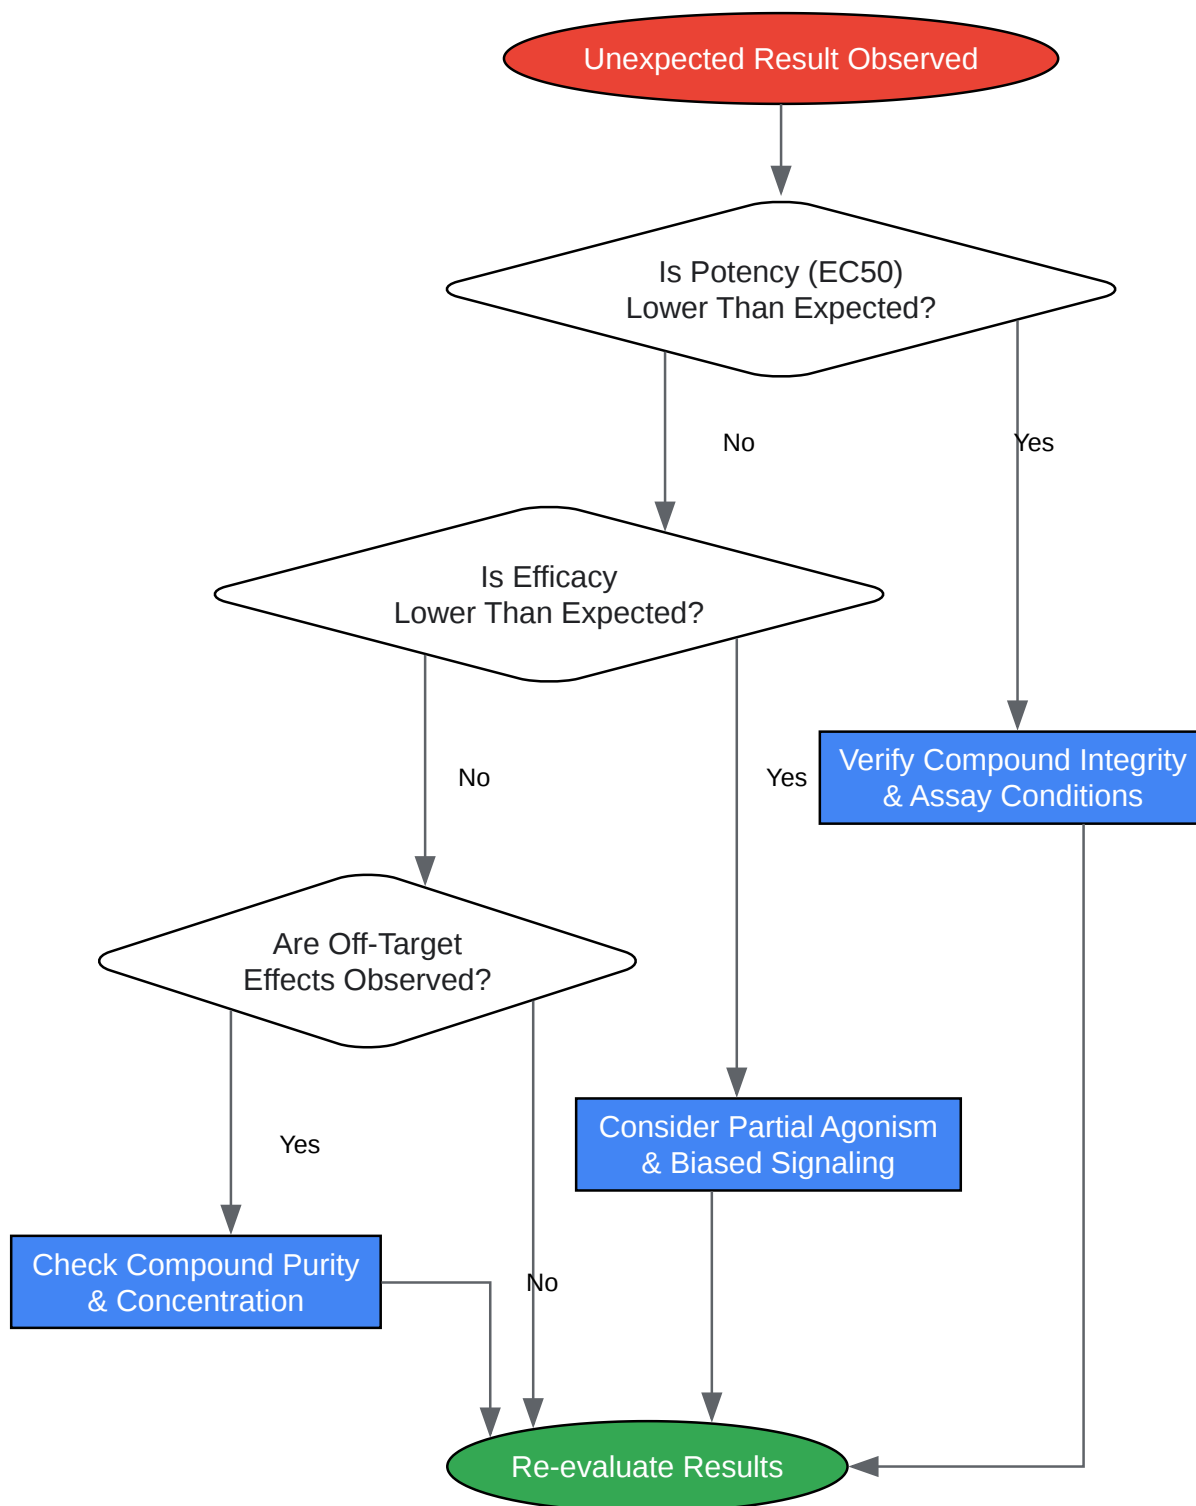 Unexpected Result Observed
Is Potency (EC50)
Lower Than Expected?
No
Yes
Is Efficacy
Lower Than Expected?
No
Yes
Verify Compound Integrity
& Assay Conditions
Are Off-Target
Effects Observed?
Yes
Consider Partial Agonism
& Biased Signaling
Check Compound Purity
& Concentration
No
Re-evaluate Results